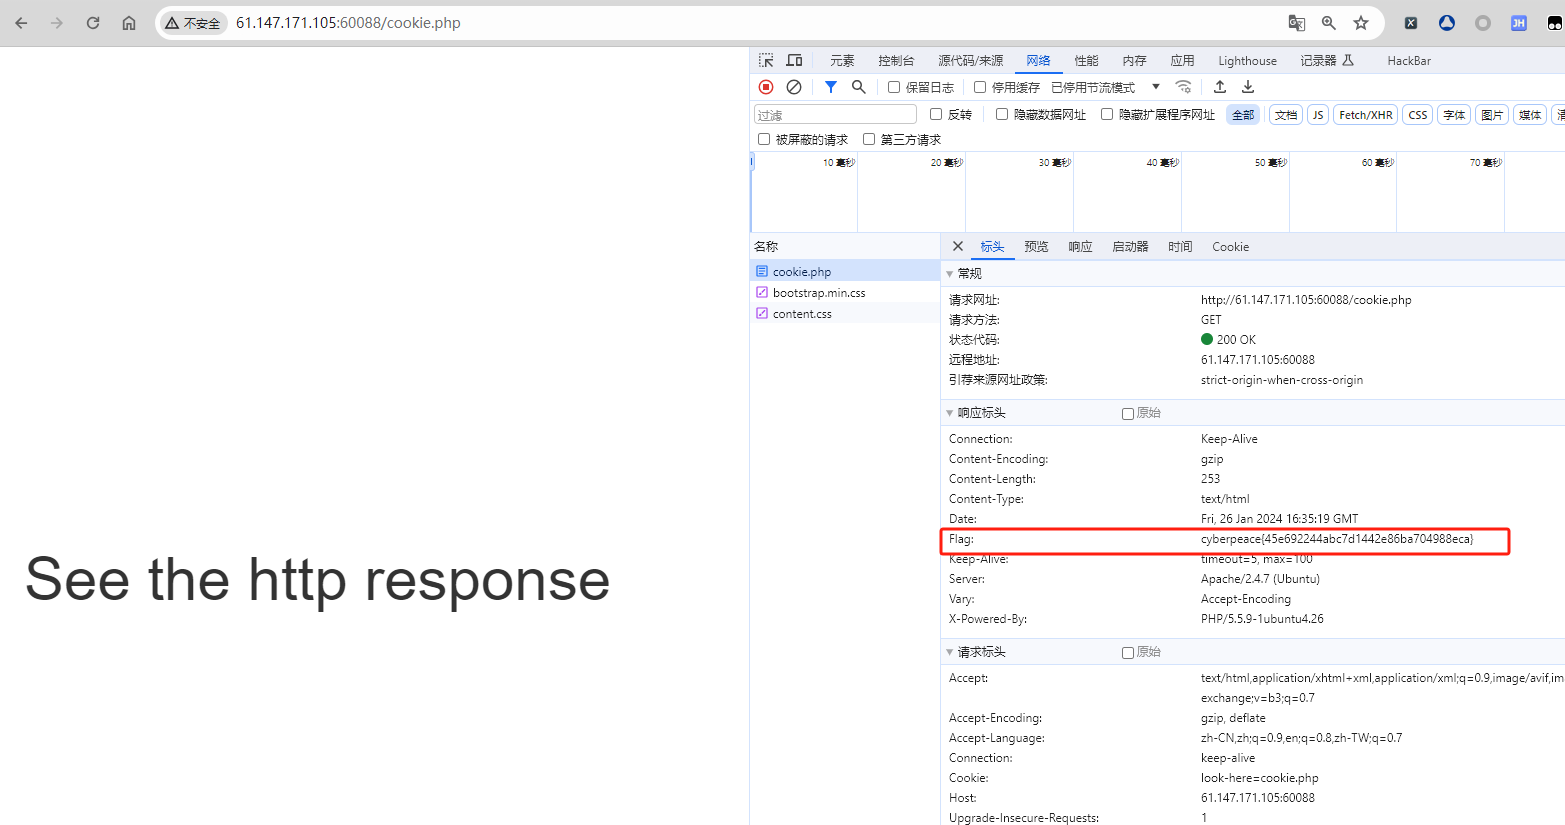 不安全 61.147.171.105:60088/cookie.php
JH
元素 控制台 源代码/来源 网络 性能 内存 应用 Lighthouse 记录器 HackBar
保留日志 停用缓存 已停用节流模式
过滤 反转 隐藏数据网址 隐藏扩展程序网址 全部 文档 JS Fetch/XHR CSS 字体 图片 媒体
被屏蔽的请求 第三方请求
10 毫秒 20 毫秒 30 毫秒 40 毫秒 50 毫秒 60 毫秒 70 毫秒
名称
cookie.php
bootstrap.min.css
content.css
标头 预览 响应 启动器 时间 Cookie
常规
请求网址: http://61.147.171.105:60088/cookie.php
请求方法: GET
状态代码: 200 OK
远程地址: 61.147.171.105:60088
引荐来源网址政策: strict-origin-when-cross-origin
响应标头 原始
Connection: Keep-Alive
Content-Encoding: gzip
Content-Length: 253
Content-Type: text/html
Date: Fri, 26 Jan 2024 16:35:19 GMT
Flag: cyberpeace{45e692244abc7d1442e86ba704988eca}
Keep-Alive: timeout=5, max=100
Server: Apache/2.4.7 (Ubuntu)
Vary: Accept-Encoding
X-Powered-By: PHP/5.5.9-1ubuntu4.26
请求标头 原始
Accept: text/html,application/xhtml+xml,application/xml;q=0.9,image/avif,im
exchange;v=b3;q=0.7
Accept-Encoding: gzip, deflate
Accept-Language: zh-CN,zh;q=0.9,en;q=0.8,zh-TW;q=0.7
Connection: keep-alive
Cookie: look-here=cookie.php
Host: 61.147.171.105:60088
Upgrade-Insecure-Requests: 1
See the http response